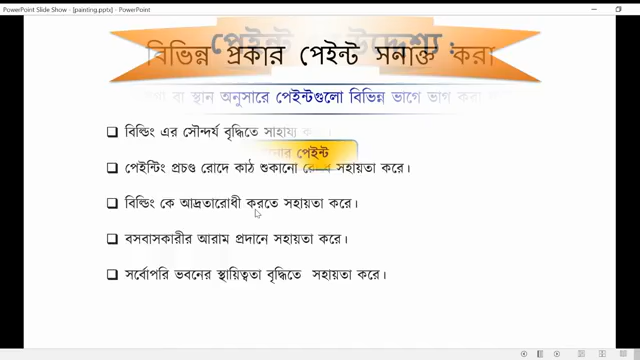 PowerPoint Slide Show - [painting.pptx] - PowerPoint
পেইন্ট উদ্দেশ্য :
বিভিন্ন প্রকার পেইন্ট সনাক্ত করা
বা স্থান অনুসারে পেইন্টগুলো বিভিন্ন ভাগে ভাগ করা
বিল্ডিং এর সৌন্দর্য বৃদ্ধিতে সাহায্য
পেইন্ট
পেইন্টিং প্রচণ্ড রোদে কাঠ শুকানো সহায়তা করে।
বিল্ডিং কে আদ্রতারোধী করতে সহায়তা করে।
বসবাসকারীর আরাম প্রদানে সহায়তা করে।
সর্বোপরি ভবনের স্থায়িত্বতা বৃদ্ধিতে সহায়তা করে।